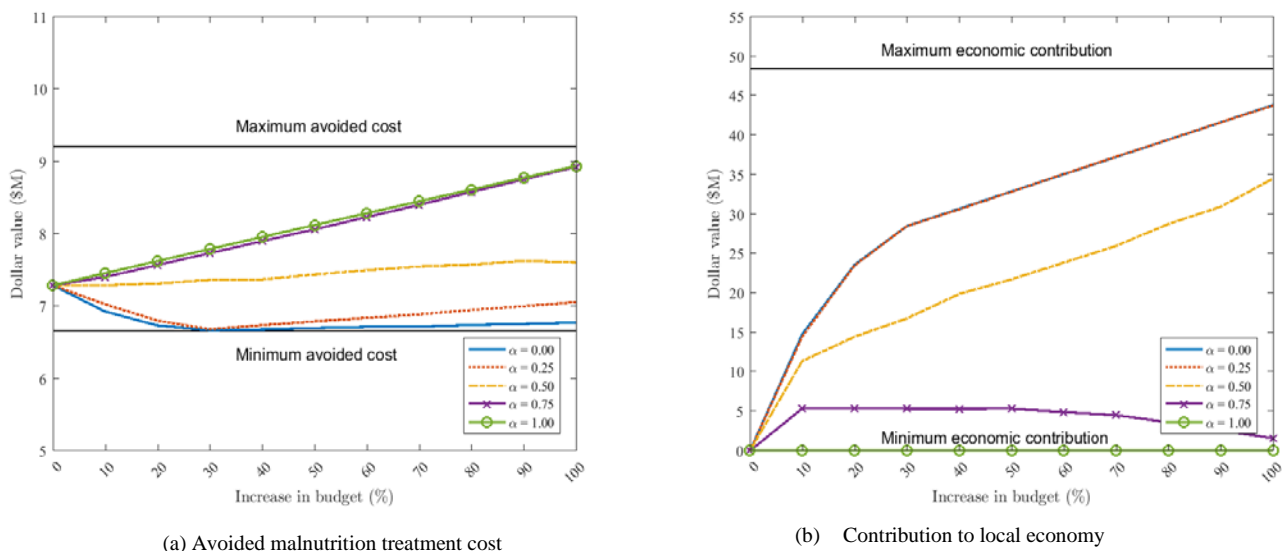 11
10
9
8
7
6
5
Dollar value ($M)
Maximum avoided cost
Minimum avoided cost
α = 0.00
α = 0.25
α = 0.50
α = 0.75
α = 1.00
0 10 20 30 40 50 60 70 80 90 100
Increase in budget (%)
(a) Avoided malnutrition treatment cost
55
50
45
40
35
30
25
20
15
10
5
0
Dollar value ($M)
Maximum economic contribution
α = 0.00
α = 0.25
α = 0.50
α = 0.75
α = 1.00
Minimum economic contribution
0 10 20 30 40 50 60 70 80 90 100
Increase in budget (%)
(b) Contribution to local economy